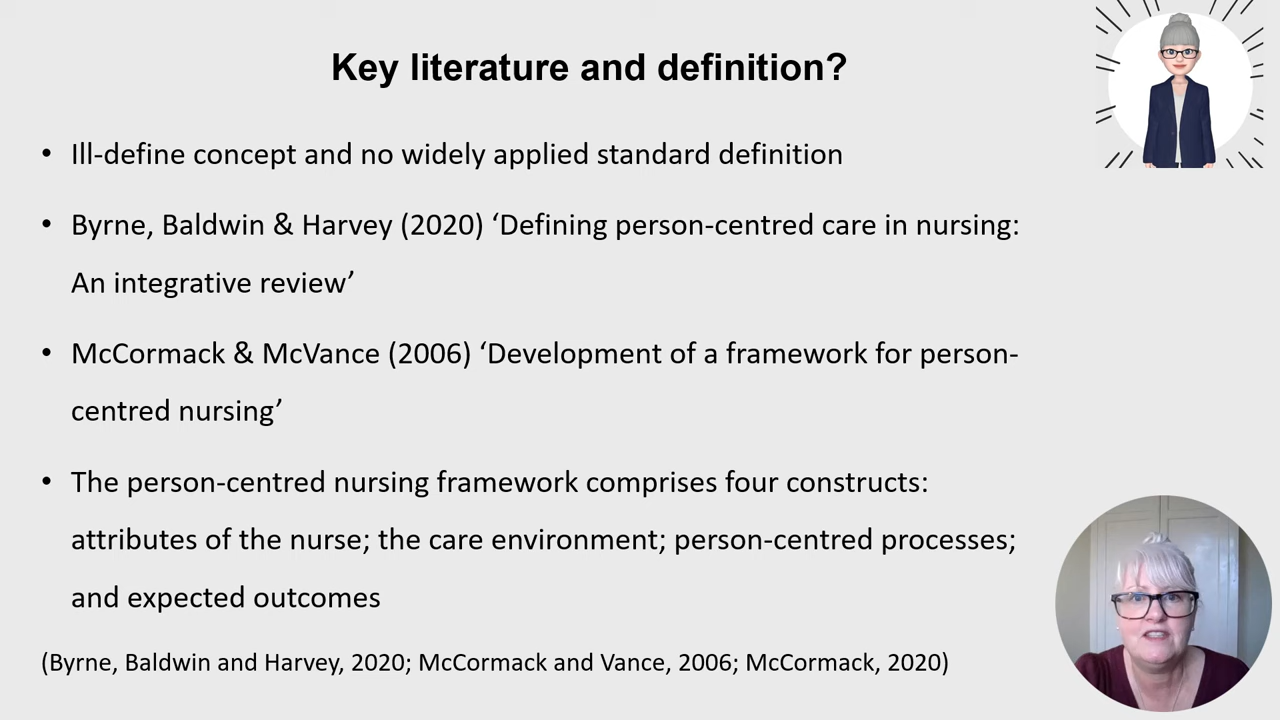 Key literature and definition?
• Ill-define concept and no widely applied standard definition
• Byrne, Baldwin & Harvey (2020) ‘Defining person-centred care in nursing:
An integrative review’
• McCormack & McVance (2006) ‘Development of a framework for person-
centred nursing’
• The person-centred nursing framework comprises four constructs:
attributes of the nurse; the care environment; person-centred processes;
and expected outcomes
(Byrne, Baldwin and Harvey, 2020; McCormack and Vance, 2006; McCormack, 2020)